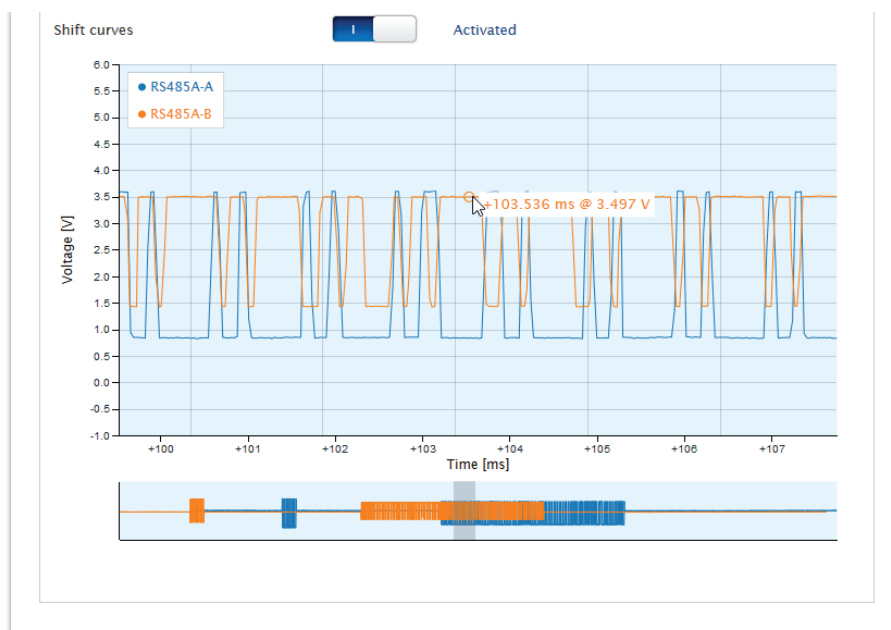 Shift curves I Activated
6.0
RS485A-A
5.5
RS485A-B
5.0
4.5
4.0
3.5
+103.536 ms @ 3.497 V
3.0
Voltage [V]
2.5
2.0
1.5
1.0
0.5
0.0
-0.5
-1.0
+100 +101 +102 +103 +104 +105 +106 +107
Time [ms]